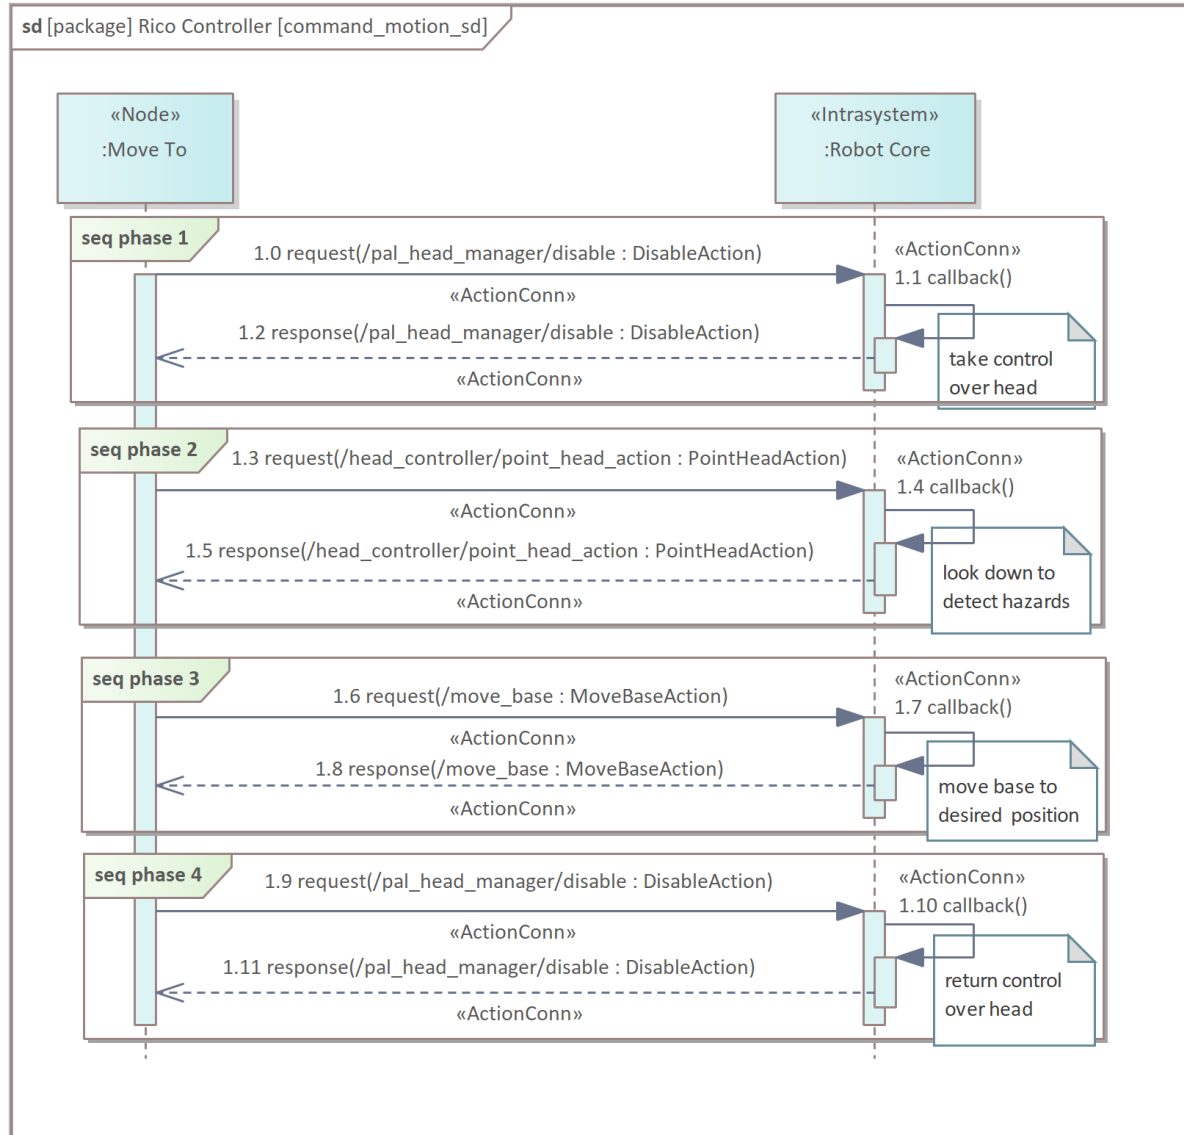 sd [package] Rico Controller [command_motion_sd]
«Node»
:Move To
«Intrasystem»
:Robot Core
seq phase 1
1.0 request(/pal_head_manager/disable : DisableAction)
«ActionConn»
«ActionConn»
1.1 callback()
1.2 response(/pal_head_manager/disable : DisableAction)
«ActionConn»
take control
over head
seq phase 2
1.3 request(/head_controller/point_head_action : PointHeadAction)
«ActionConn»
«ActionConn»
1.4 callback()
1.5 response(/head_controller/point_head_action : PointHeadAction)
«ActionConn»
look down to
detect hazards
seq phase 3
1.6 request(/move_base : MoveBaseAction)
«ActionConn»
«ActionConn»
1.7 callback()
1.8 response(/move_base : MoveBaseAction)
«ActionConn»
move base to
desired position
seq phase 4
1.9 request(/pal_head_manager/disable : DisableAction)
«ActionConn»
«ActionConn»
1.10 callback()
1.11 response(/pal_head_manager/disable : DisableAction)
«ActionConn»
return control
over head